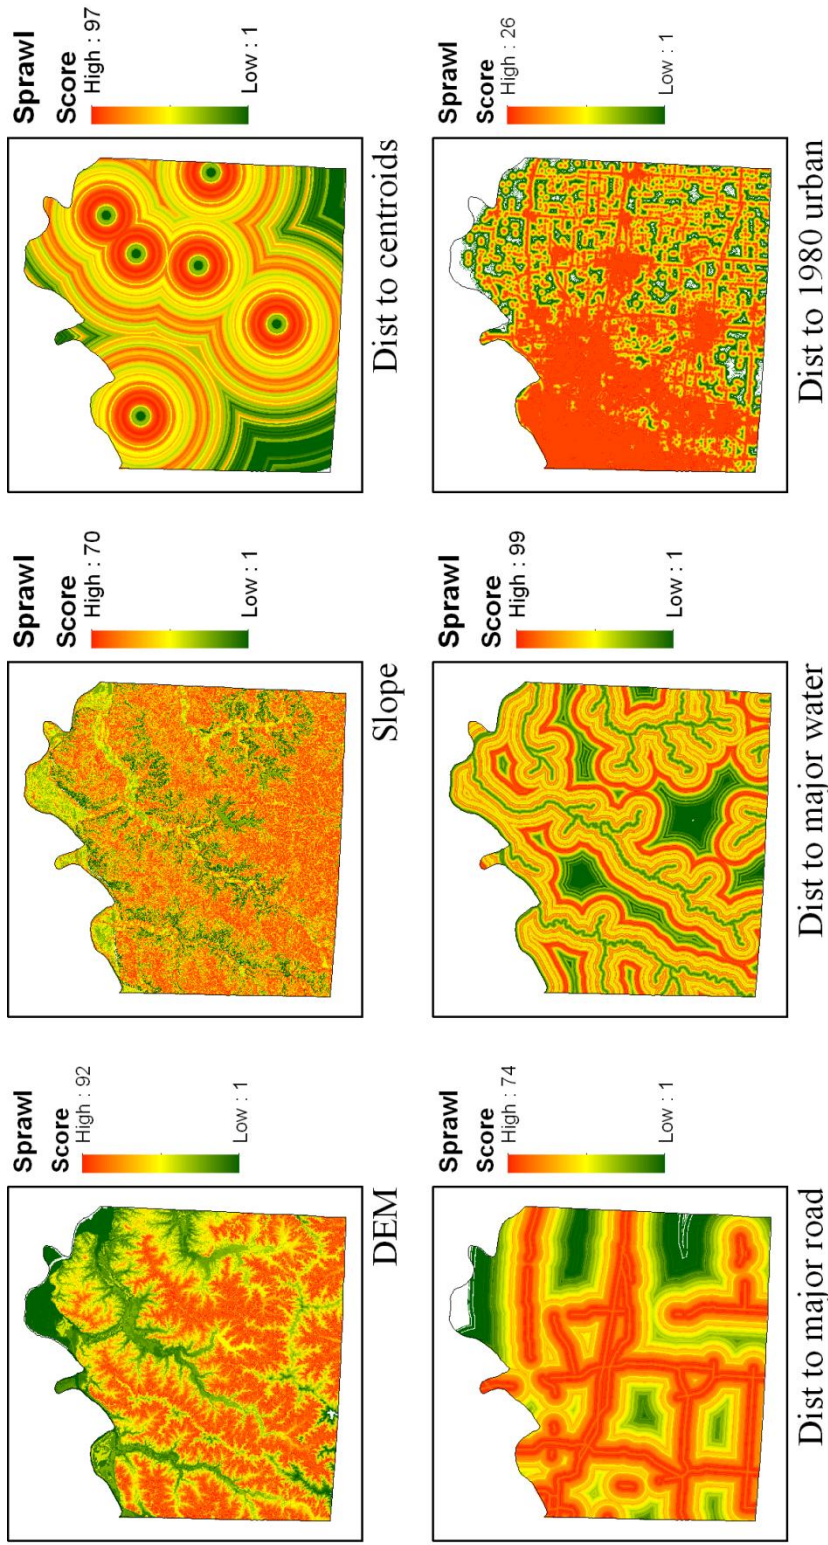 Sprawl
Score
High : 92
Low : 1
DEM
Sprawl
Score
High : 70
Low : 1
Slope
Sprawl
Score
High : 97
Low : 1
Dist to centroids
Sprawl
Score
High : 74
Low : 1
Dist to major road
Sprawl
Score
High : 99
Low : 1
Dist to major water
Sprawl
Score
High : 26
Low : 1
Dist to 1980 urban